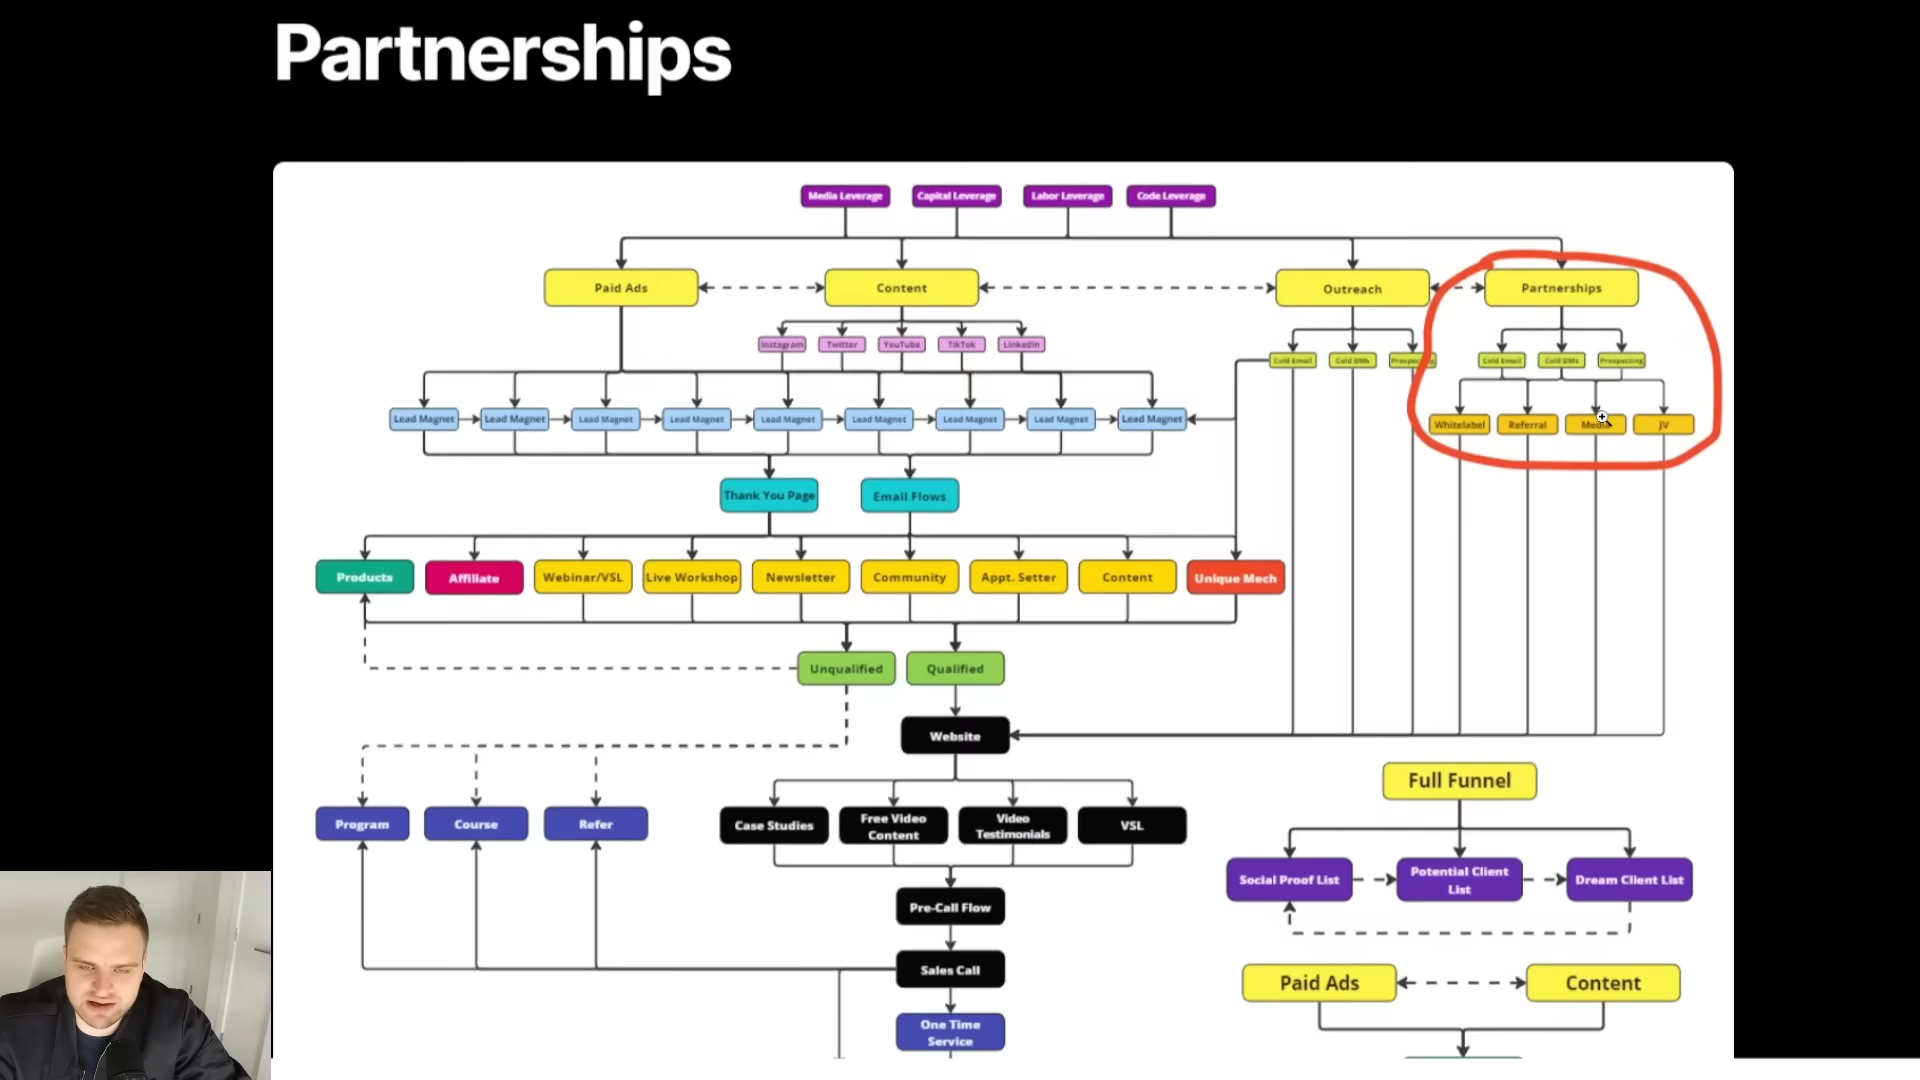 Partnerships
Media Leverage
Capital Leverage
Labor Leverage
Code Leverage
Paid Ads
Content
Outreach
Partnerships
Instagram
Twitter
YouTube
TikTok
LinkedIn
Cold Email
Cold DMs
Prospecting
Cold Email
Cold DMs
Prospecting
Lead Magnet
Lead Magnet
Lead Magnet
Lead Magnet
Lead Magnet
Lead Magnet
Lead Magnet
Lead Magnet
Lead Magnet
Whitelabel
Referral
Media
JV
Thank You Page
Email Flows
Products
Affiliate
Webinar/VSL
Live Workshop
Newsletter
Community
Appt. Setter
Content
Unique Mech
Unqualified
Qualified
Website
Full Funnel
Program
Course
Refer
Case Studies
Free Video
Content
Video
Testimonials
VSL
Social Proof List
Potential Client
List
Dream Client List
Pre-Call Flow
Sales Call
Paid Ads
Content
One Time
Service